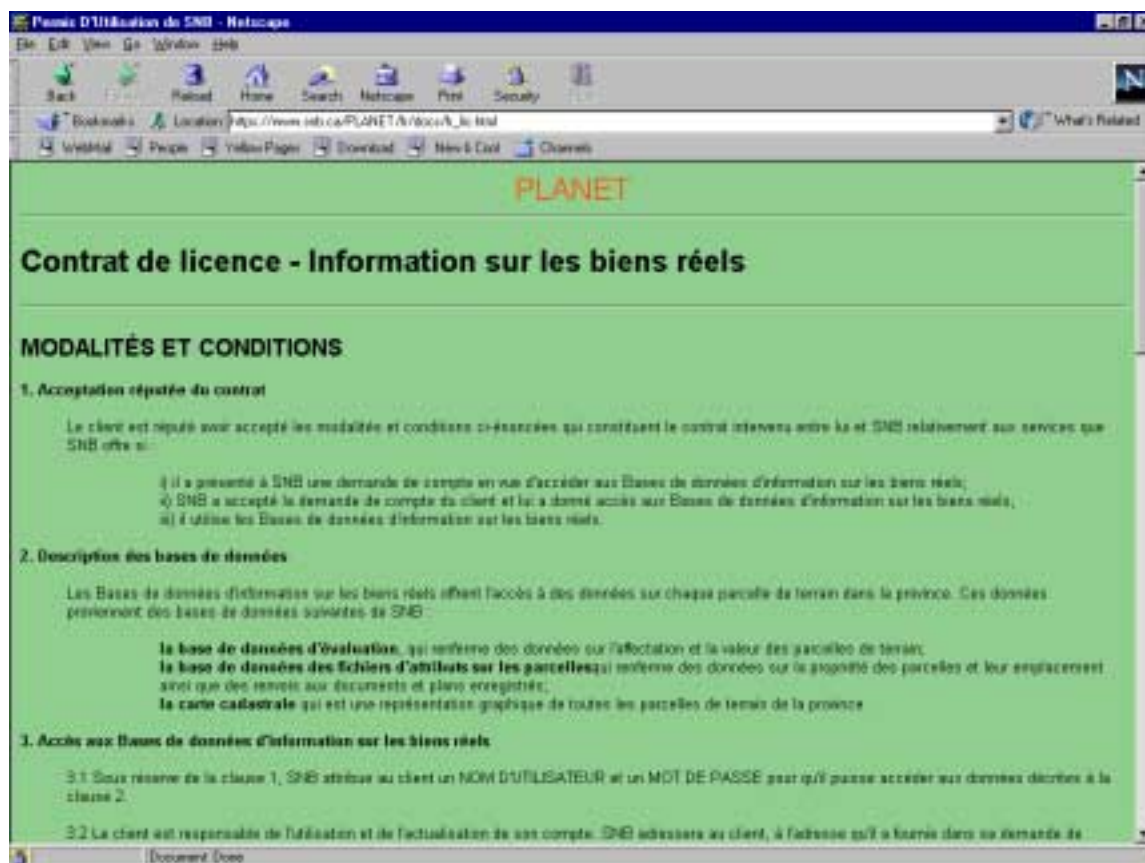 Permis D'Utilisation de SNB - Netscape
File Edit View Go Window Help
Back Reload Home Search Netscape Print Security
Bookmarks Location: What's Related
WebMail People Yellow Pages Download New & Cool Channels
PLANET
Contrat de licence - Information sur les biens réels
MODALITÉS ET CONDITIONS
1. Acceptation réputée du contrat
Le client est réputé avoir accepté les modalités et conditions ci-énoncées qui constituent le contrat intervenu entre lui et SNB relativement aux services que
SNB offre si :
i) il a présenté à SNB une demande de compte en vue d'accéder aux Bases de données d'information sur les biens réels;
ii) SNB a accepté la demande de compte du client et lui a donné accès aux Bases de données d'information sur les biens réels;
iii) il utilise les Bases de données d'information sur les biens réels.
2. Description des bases de données
Les Bases de données d'information sur les biens réels offrent l'accès à des données sur chaque parcelle de terrain dans la province. Ces données
proviennent des bases de données suivantes de SNB :
la base de données d'évaluation, qui renferme des données sur l'affectation et la valeur des parcelles de terrain;
la base de données des fichiers d'attributs sur les parcellesqui renferme des données sur la propriété des parcelles et leur emplacement
ainsi que des renvois aux documents et plans enregistrés;
la carte cadastrale qui est une représentation graphique de toutes les parcelles de terrain de la province
3. Accès aux Bases de données d'information sur les biens réels
3.1 Sous réserve de la clause 1, SNB attribue au client un NOM D'UTILISATEUR et un MOT DE PASSE pour qu'il puisse accéder aux données décrites à la
clause 2.
3.2 Le client est responsable de l'utilisation et de l'actualisation de son compte. SNB adressera au client, à l'adresse qu'il a fournie dans sa demande de
Document: Done